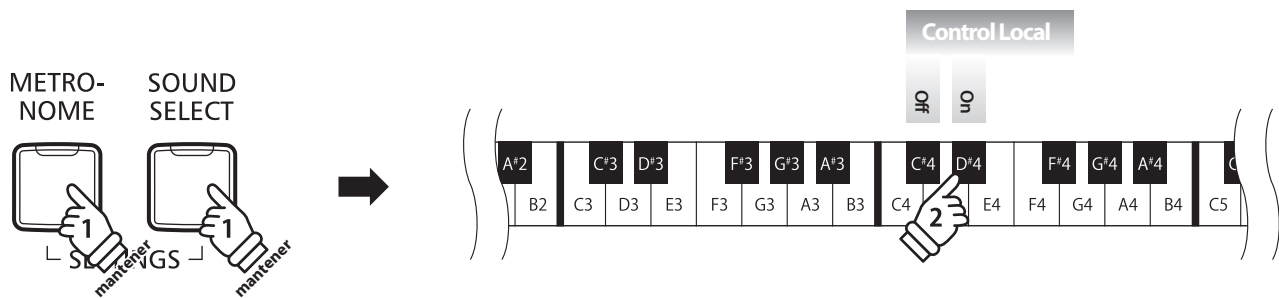 Control Local
Off On
METRO-
NOME
SOUND
SELECT
A#2 C#3 D#3 F#3 G#3 A#3 C#4 D#4 F#4 G#4 A#4
B2 C3 D3 E3 F3 G3 A3 B3 C4 E4 F4 G4 A4 B4 C5
1 1 2
mantener mantener